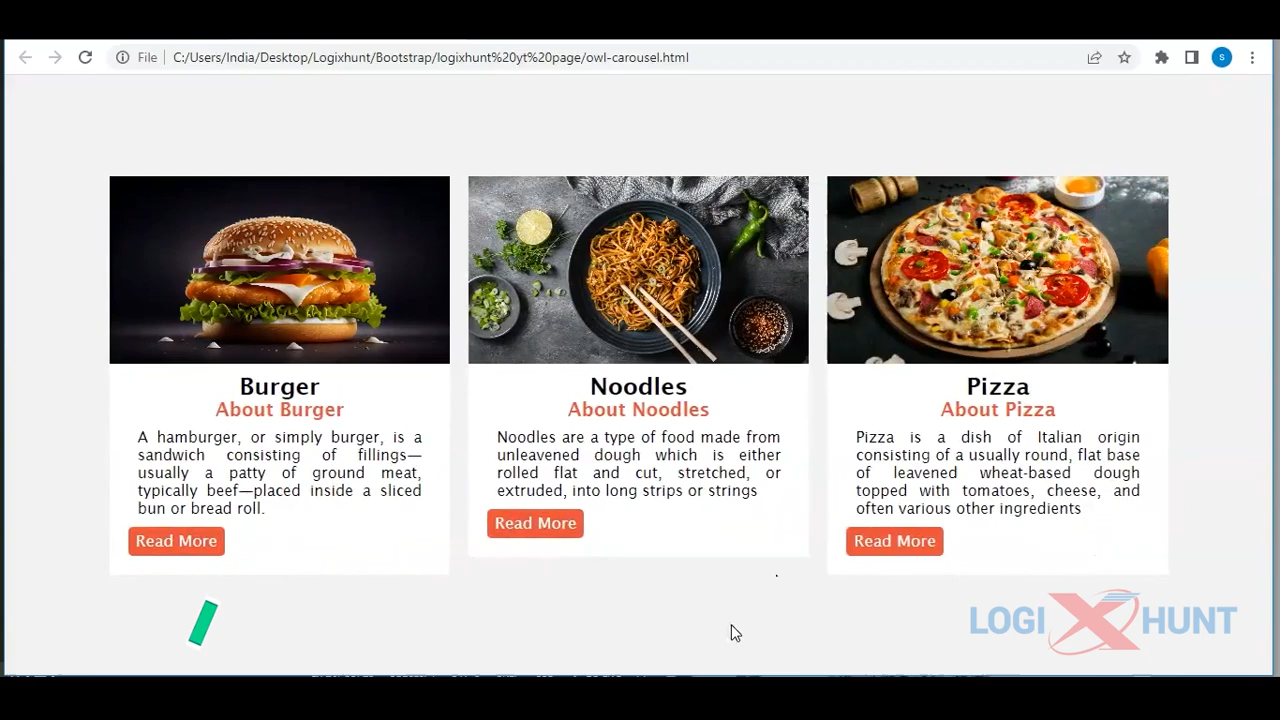 File C:/Users/India/Desktop/Logixhunt/Bootstrap/logixhunt%20yt%20page/owl-carousel.html
S
Burger
About Burger
A hamburger, or simply burger, is a
sandwich consisting of fillings—
usually a patty of ground meat,
typically beef—placed inside a sliced
bun or bread roll.
Read More
Noodles
About Noodles
Noodles are a type of food made from
unleavened dough which is either
rolled flat and cut, stretched, or
extruded, into long strips or strings
Read More
Pizza
About Pizza
Pizza is a dish of Italian origin
consisting of a usually round, flat base
of leavened wheat-based dough
topped with tomatoes, cheese, and
often various other ingredients
Read More
LOGIXHUNT